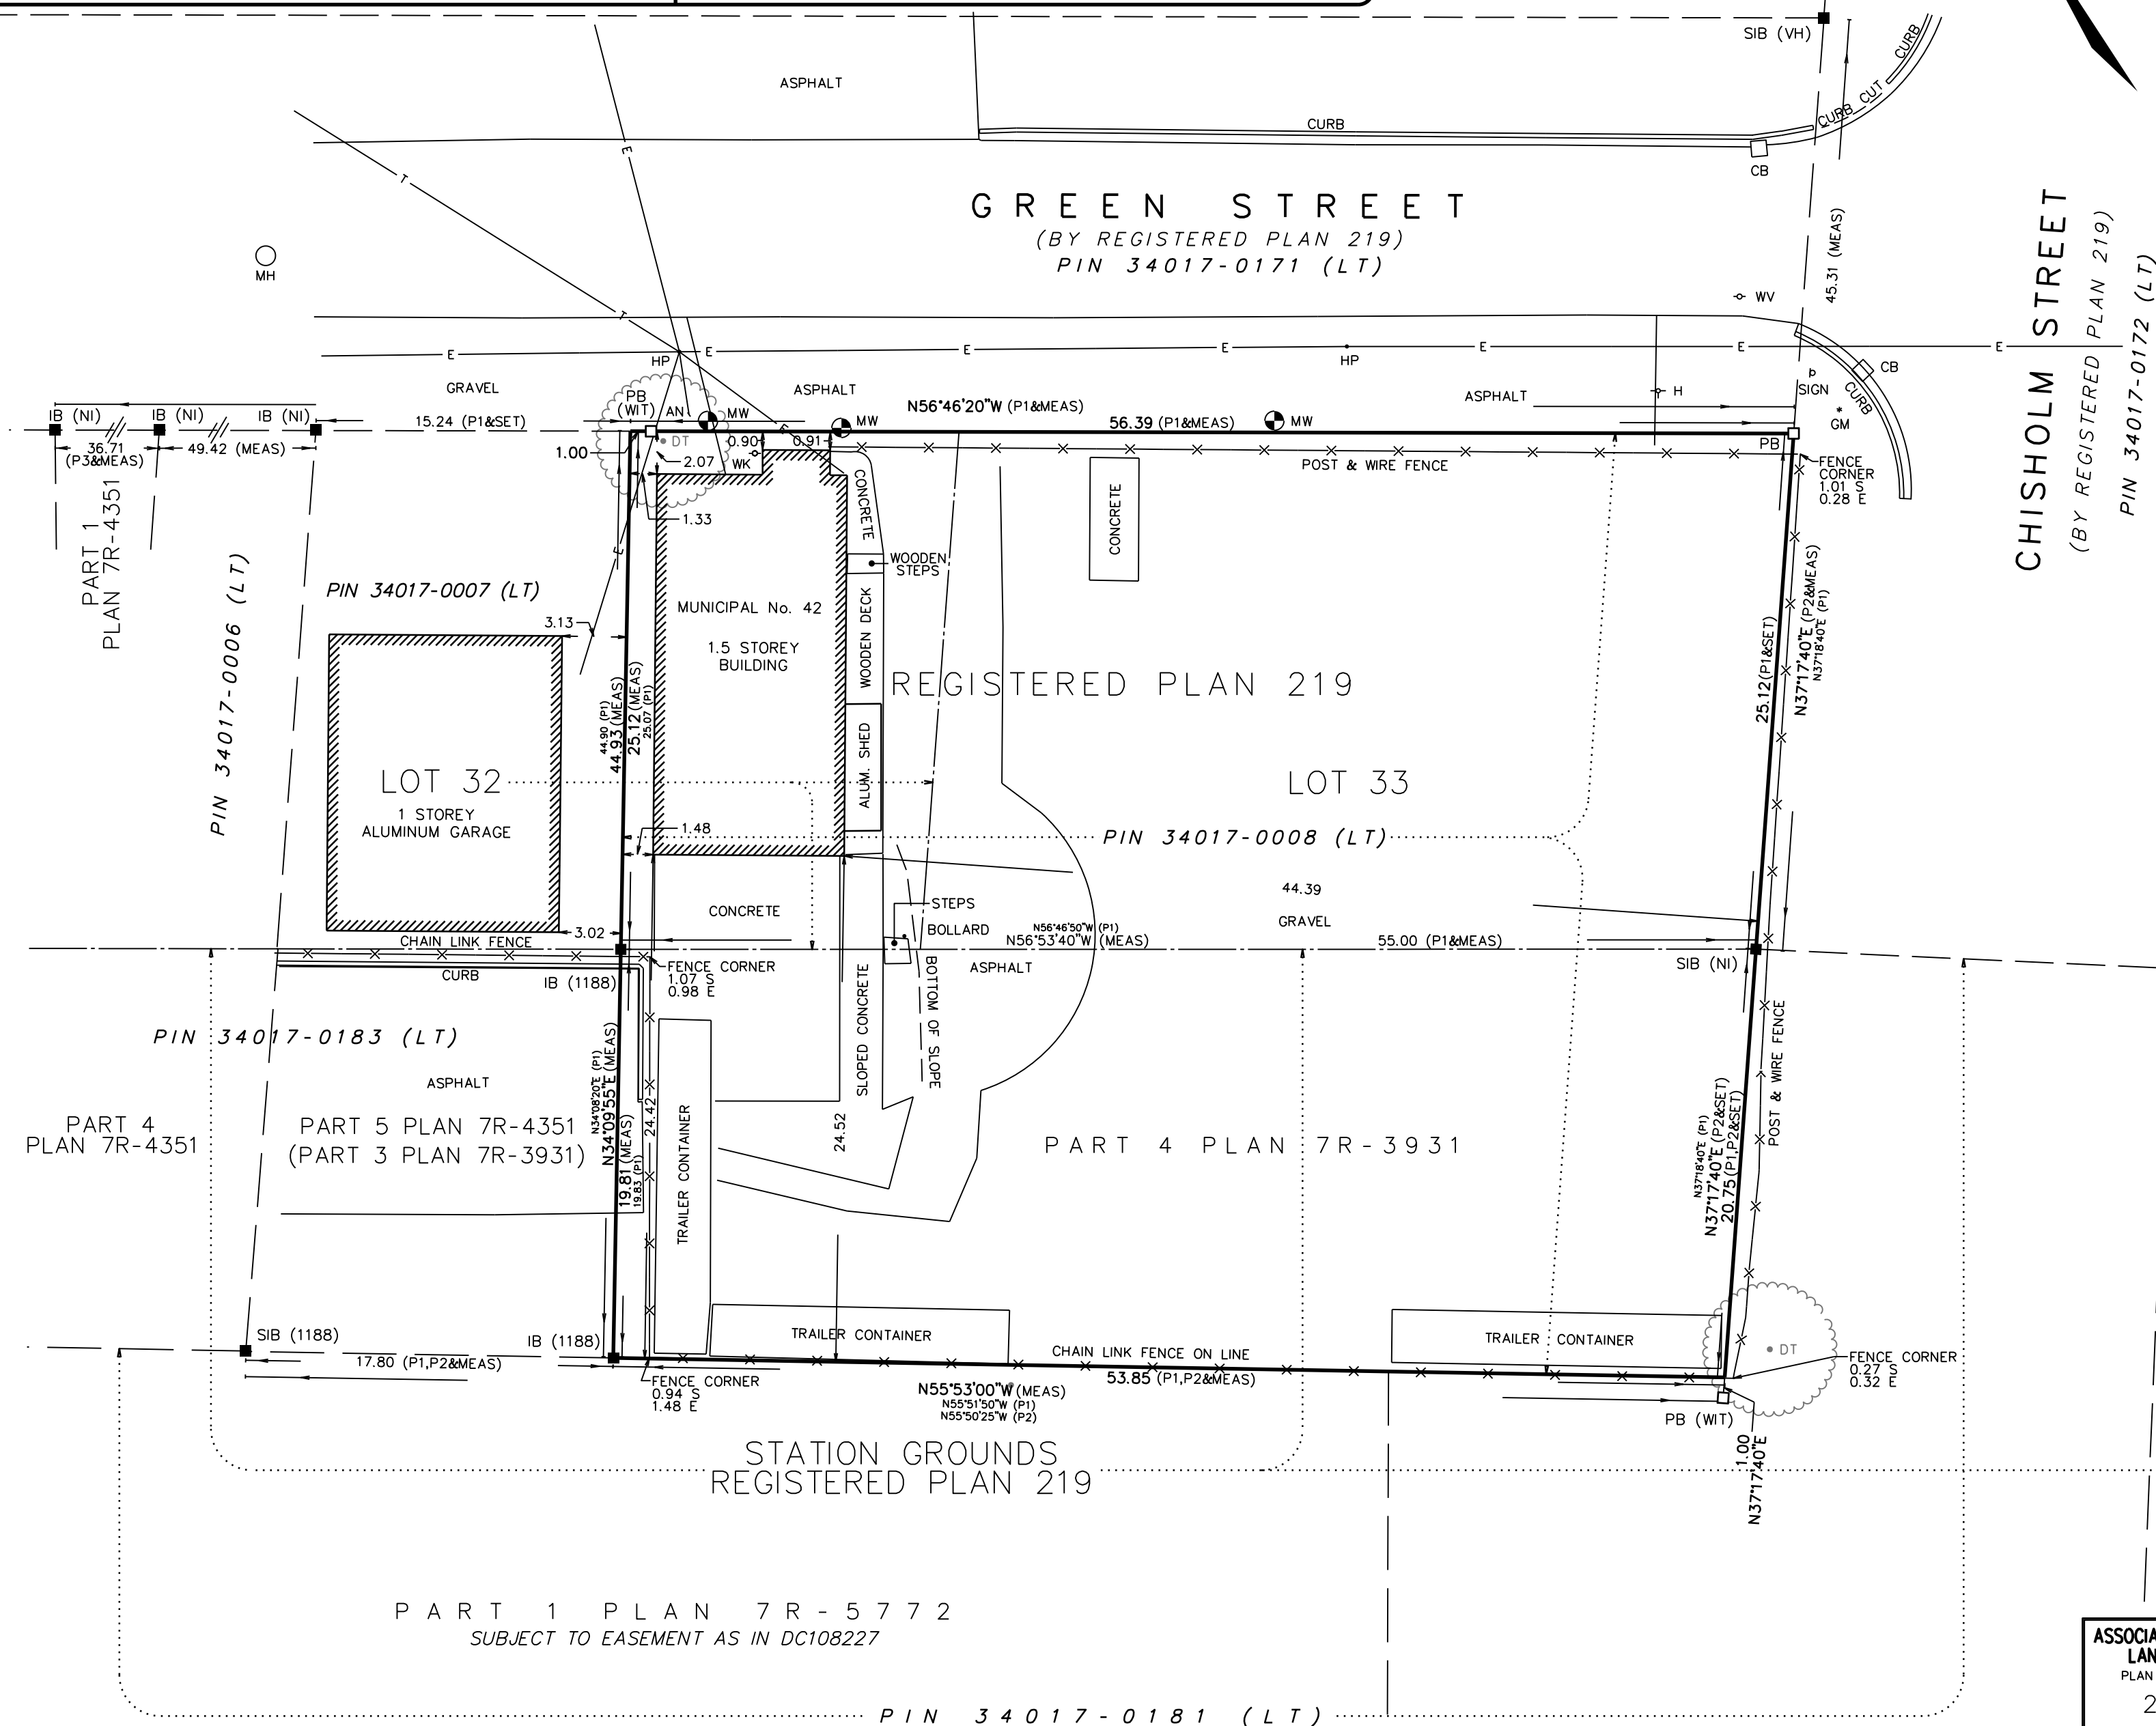 SIB (VH)
CURB
CURB CUT
ASPHALT
CURB
CB
E
T
MH
GREEN STREET
(BY REGISTERED PLAN 219)
PIN 34017-0171 (LT)
45.31 (MEAS)
CHISHOLM STREET
(BY REGISTERED PLAN 219)
PIN 34017-0172 (LT)
WV
T
E
HP
E
E
E
HP
E
E
E
CB
GRAVEL
ASPHALT
ASPHALT
H
SIGN
CURB
GM
IB (NI)
IB (NI)
IB (NI)
15.24 (P1&SET)
PB
(WIT)
AN
MW
MW
N56°46'20"W (P1&MEAS)
56.39 (P1&MEAS)
MW
PB
36.71
(P3&MEAS)
49.42 (MEAS)
1.00
DT
0.90
0.91
E
2.07
WK
POST & WIRE FENCE
FENCE
CORNER
1.01 S
0.28 E
PART 1
PLAN 7R-4351
1.33
CONCRETE
CONCRETE
E
WOODEN
STEPS
PIN 34017-0006 (LT)
PIN 34017-0007 (LT)
3.13
MUNICIPAL No. 42
1.5 STOREY
BUILDING
WOODEN DECK
REGISTERED PLAN 219
25.12 (P1&SET)
N37°17'40"E (P2&MEAS)
N37°18'40"E (P1)
44.90 (P1)
44.93 (MEAS)
25.12 (MEAS)
25.07 (P1)
ALUM. SHED
LOT 32
1 STOREY
ALUMINUM GARAGE
LOT 33
1.48
PIN 34017-0008 (LT)
44.39
GRAVEL
CONCRETE
STEPS
BOLLARD
3.02
CHAIN LINK FENCE
N56°46'50"W (P1)
N56°53'40"W (MEAS)
55.00 (P1&MEAS)
ASPHALT
SIB (NI)
CURB
IB (1188)
FENCE CORNER
1.07 S
0.98 E
SLOPED CONCRETE
BOTTOM OF SLOPE
PIN 34017-0183 (LT)
ASPHALT
PART 4
PLAN 7R-4351
PART 5 PLAN 7R-4351
(PART 3 PLAN 7R-3931)
N34°08'20"E (P1)
N34°09'55"E (MEAS)
19.81 (MEAS)
19.83 (P1)
24.42
TRAILER CONTAINER
24.52
PART 4 PLAN 7R-3931
N37°18'40"E (P1)
N37°17'40"E (P2&SET)
20.75 (P1,P2&SET)
POST & WIRE FENCE
SIB (1188)
IB (1188)
17.80 (P1,P2&MEAS)
TRAILER CONTAINER
CHAIN LINK FENCE ON LINE
TRAILER CONTAINER
DT
FENCE CORNER
0.27 S
0.32 E
FENCE CORNER
0.94 S
1.48 E
N55°53'00"W (MEAS)
N55°51'50"W (P1)
N55°50'25"W (P2)
53.85 (P1,P2&MEAS)
PB (WIT)
1.00
N37°17'40"E
STATION GROUNDS
REGISTERED PLAN 219
PART 1 PLAN 7R-5772
SUBJECT TO EASEMENT AS IN DC108227
PIN 34017-0181 (LT)
ASSOCIA
LAN
PLAN
2